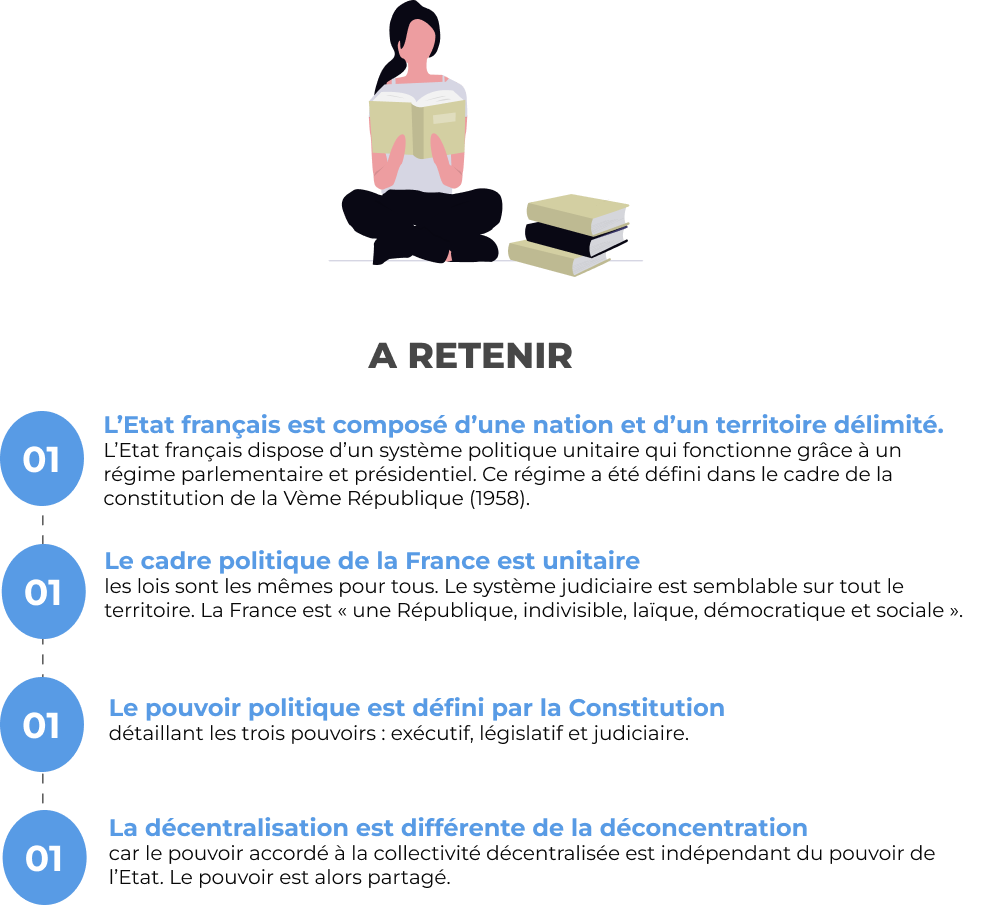 A RETENIR
01
L’Etat français est composé d’une nation et d’un territoire délimité.
L’Etat français dispose d’un système politique unitaire qui fonctionne grâce à un
régime parlementaire et présidentiel. Ce régime a été défini dans le cadre de la
constitution de la Vème République (1958).
01
Le cadre politique de la France est unitaire
les lois sont les mêmes pour tous. Le système judiciaire est semblable sur tout le
territoire. La France est « une République, indivisible, laïque, démocratique et sociale ».
01
Le pouvoir politique est défini par la Constitution
détaillant les trois pouvoirs : exécutif, législatif et judiciaire.
01
La décentralisation est différente de la déconcentration
car le pouvoir accordé à la collectivité décentralisée est indépendant du pouvoir de
l’Etat. Le pouvoir est alors partagé.